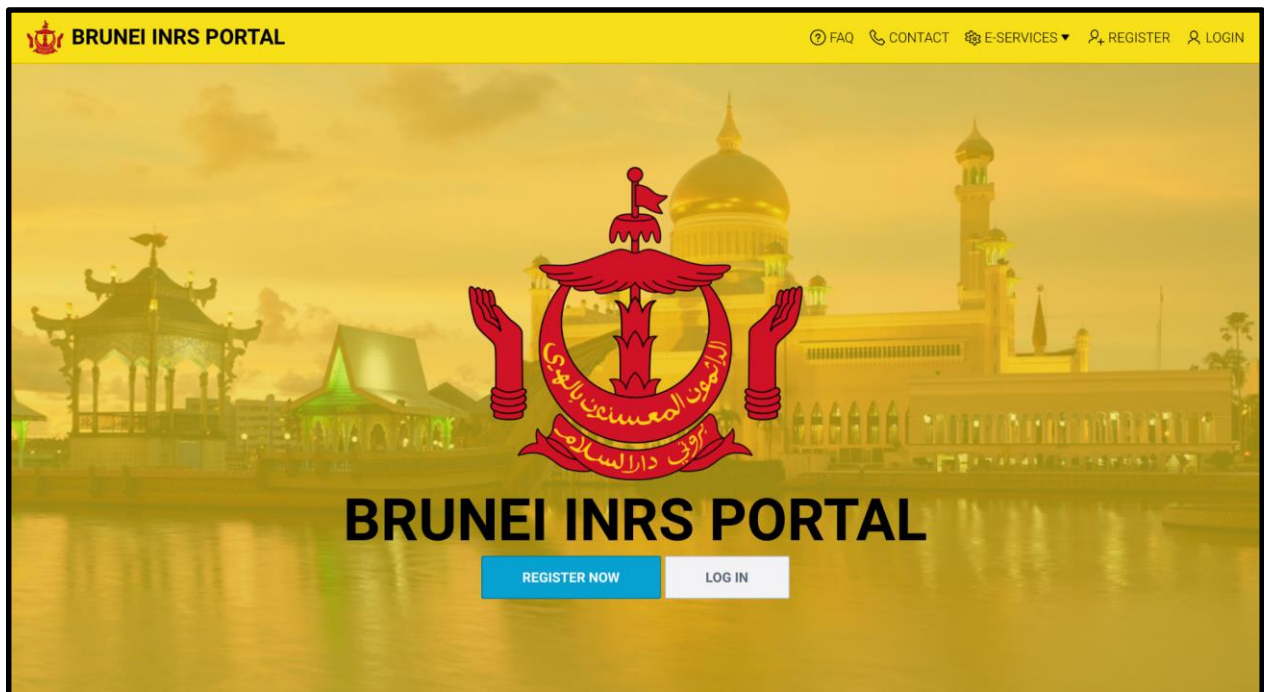 BRUNEI INRS PORTAL
FAQ CONTACT E-SERVICES▼ REGISTER LOGIN
الدائمون المحسنون بالهدى
بروني دارالسلام
BRUNEI INRS PORTAL
REGISTER NOW LOG IN